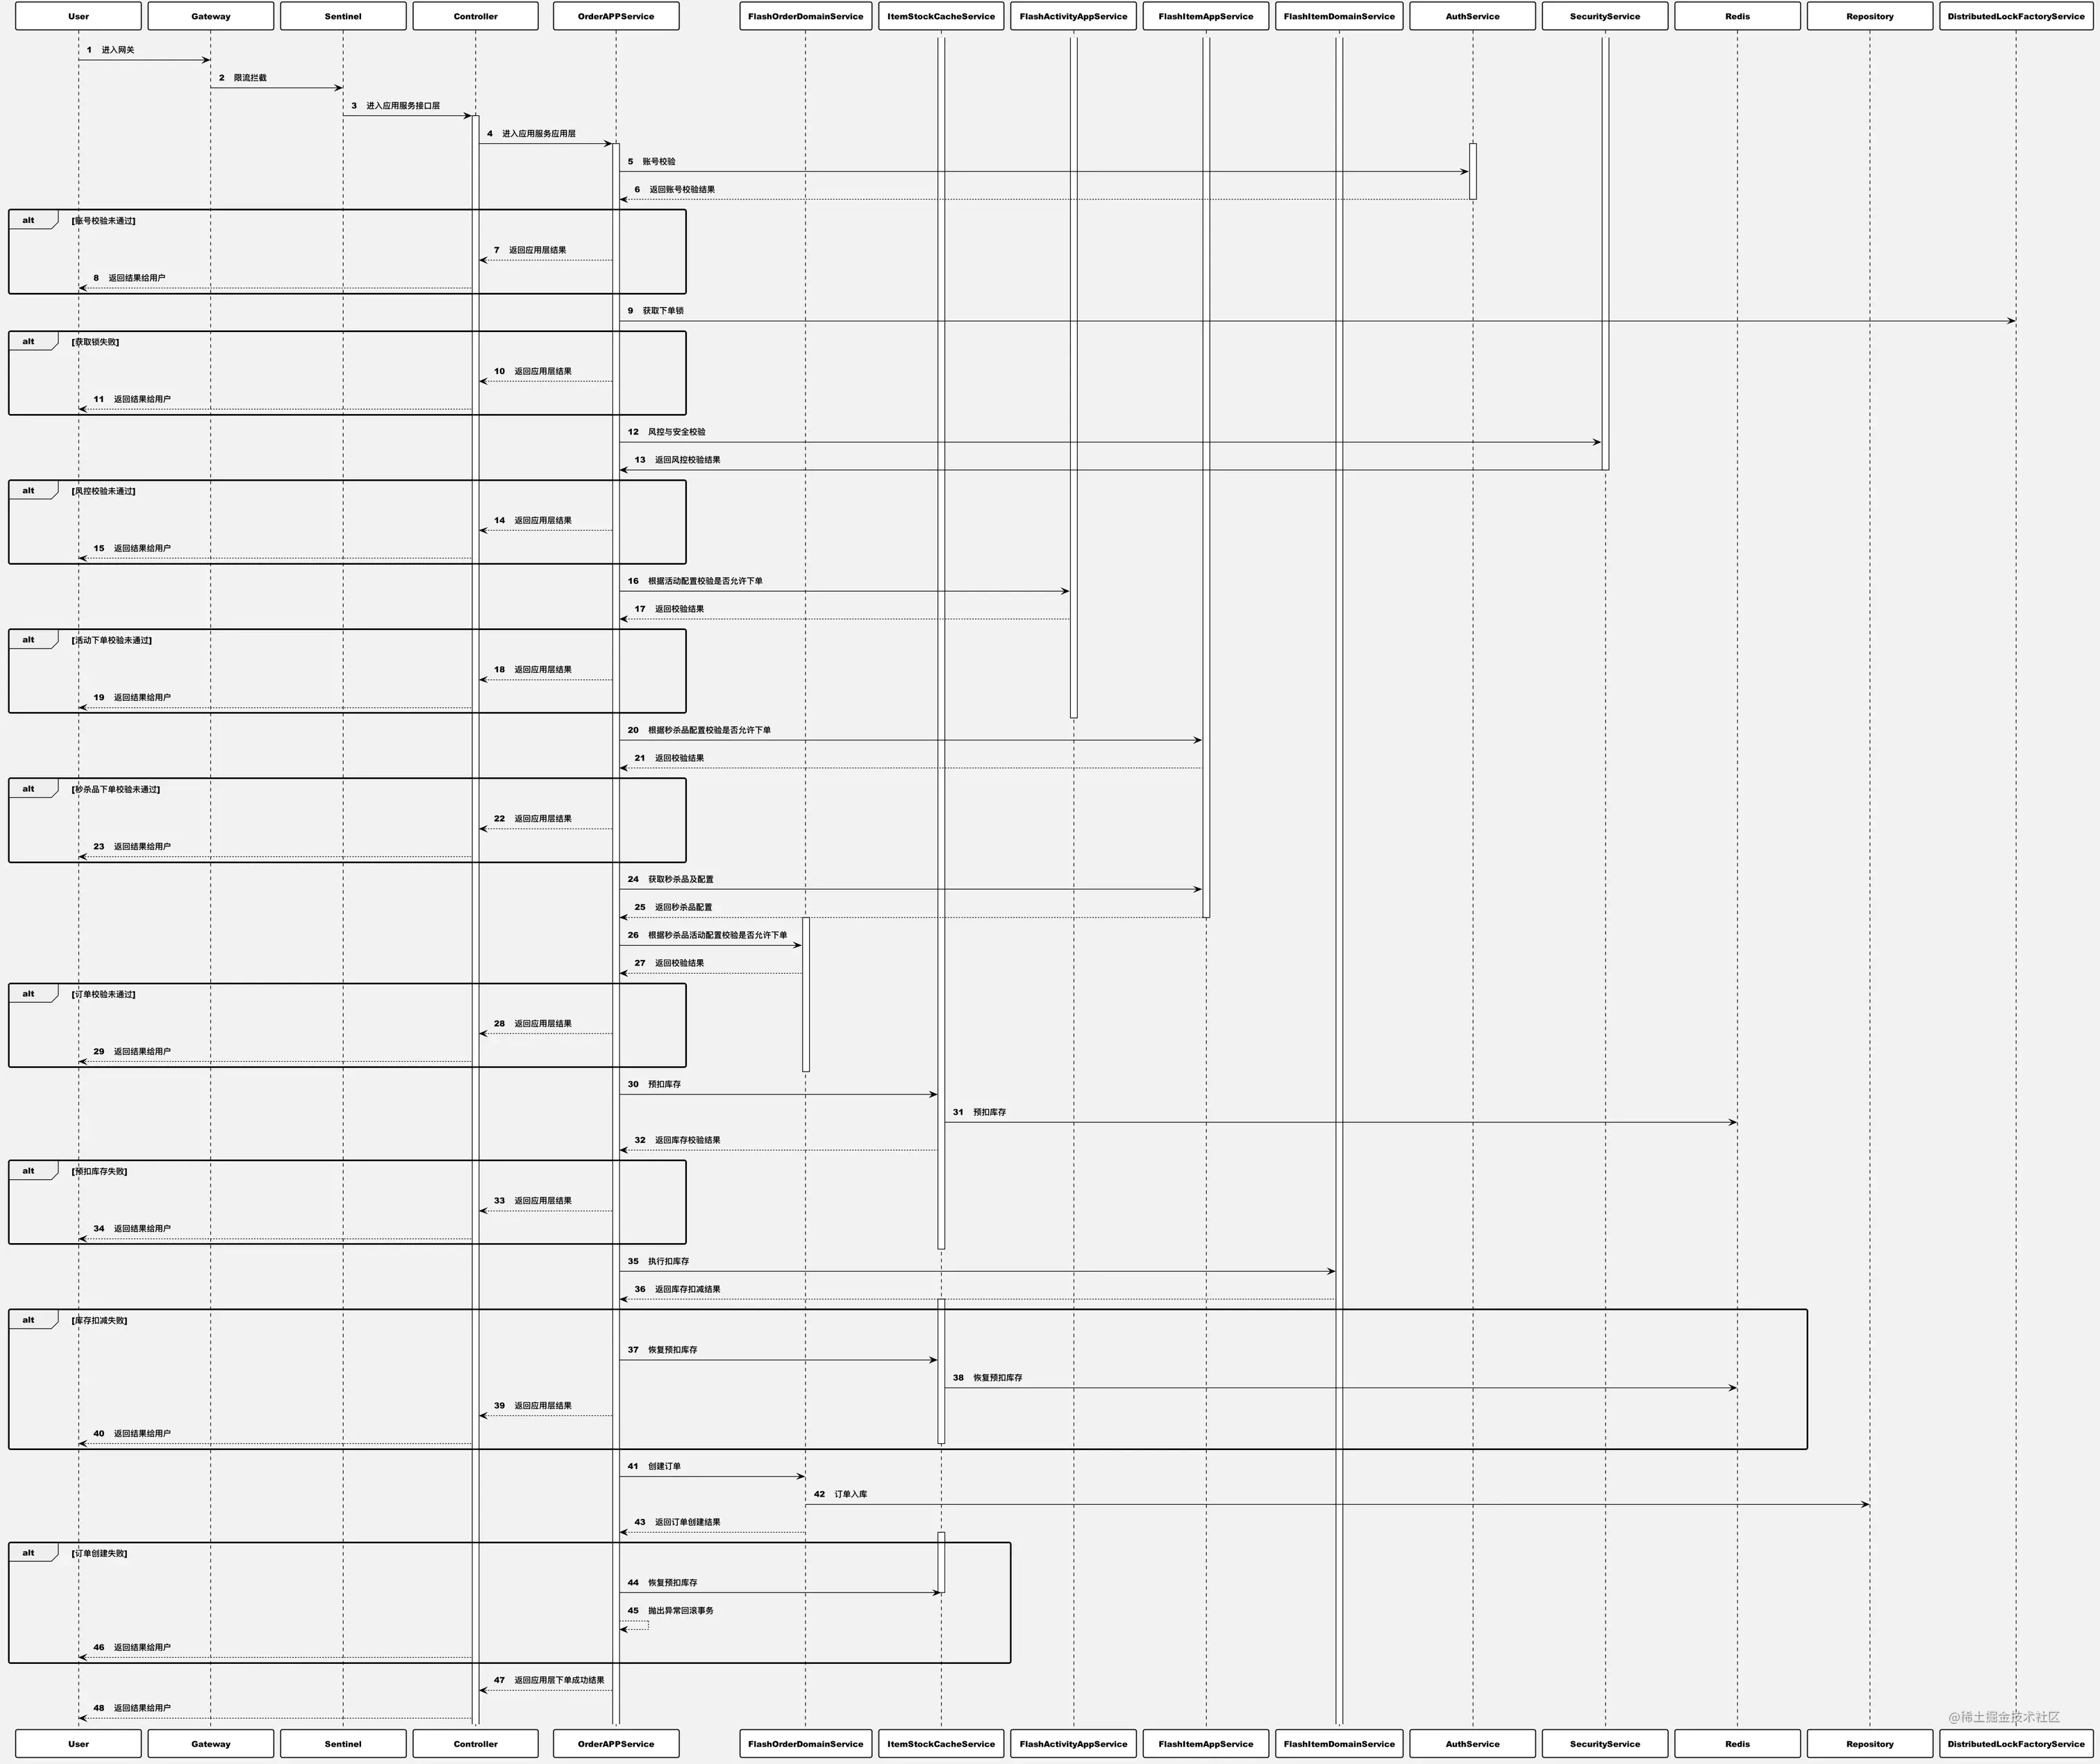 User Gateway Sentinel Controller OrderAPPService FlashOrderDomainService ItemStockCacheService FlashActivityAppService FlashItemAppService FlashItemDomainService AuthService SecurityService Redis Repository DistributedLockFactoryService
1 进入网关
2 限流拦截
3 进入应用服务接口层
4 进入应用服务应用层
5 账号校验
6 返回账号校验结果
alt [账号校验未通过]
7 返回应用层结果
8 返回结果给用户
9 获取下单锁
alt [获取锁失败]
10 返回应用层结果
11 返回结果给用户
12 风控与安全校验
13 返回风控校验结果
alt [风控校验未通过]
14 返回应用层结果
15 返回结果给用户
16 根据活动配置校验是否允许下单
17 返回校验结果
alt [活动下单校验未通过]
18 返回应用层结果
19 返回结果给用户
20 根据秒杀品配置校验是否允许下单
21 返回校验结果
alt [秒杀品下单校验未通过]
22 返回应用层结果
23 返回结果给用户
24 获取秒杀品及配置
25 返回秒杀品配置
26 根据秒杀品活动配置校验是否允许下单
27 返回校验结果
alt [订单校验未通过]
28 返回应用层结果
29 返回结果给用户
30 预扣库存
31 预扣库存
32 返回库存校验结果
alt [预扣库存失败]
33 返回应用层结果
34 返回结果给用户
35 执行扣库存
36 返回库存扣减结果
alt [库存扣减失败]
37 恢复预扣库存
38 恢复预扣库存
39 返回应用层结果
40 返回结果给用户
41 创建订单
42 订单入库
43 返回订单创建结果
alt [订单创建失败]
44 恢复预扣库存
45 抛出异常回滚事务
46 返回结果给用户
47 返回应用层下单成功结果
48 返回结果给用户
@稀土掘金技术社区
User Gateway Sentinel Controller OrderAPPService FlashOrderDomainService ItemStockCacheService FlashActivityAppService FlashItemAppService FlashItemDomainService AuthService SecurityService Redis Repository DistributedLockFactoryService